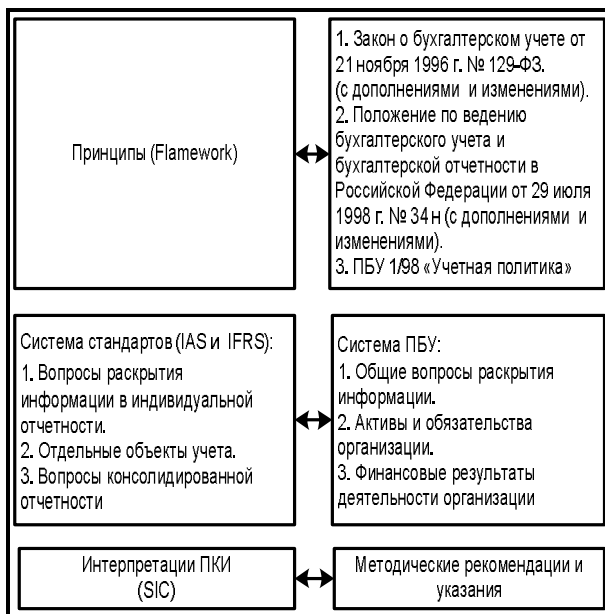 Принципы (Flamework)
1. Закон о бухгалтерском учете от
21 ноября 1996 г. № 129-ФЗ.
(с дополнениями и изменениями).
2. Положение по ведению
бухгалтерского учета и
бухгалтерской отчетности в
Российской Федерации от 29 июля
1998 г. № 34 н (с дополнениями и
изменениями).
3. ПБУ 1/98 «Учетная политика»
Система стандартов (IAS и IFRS):
1. Вопросы раскрытия
информации в индивидуальной
отчетности.
2. Отдельные объекты учета.
3. Вопросы консолидированной
отчетности
Система ПБУ:
1. Общие вопросы раскрытия
информации.
2. Активы и обязательства
организации.
3. Финансовые результаты
деятельности организации
Интерпретации ПКИ
(SIC)
Методические рекомендации и
указания